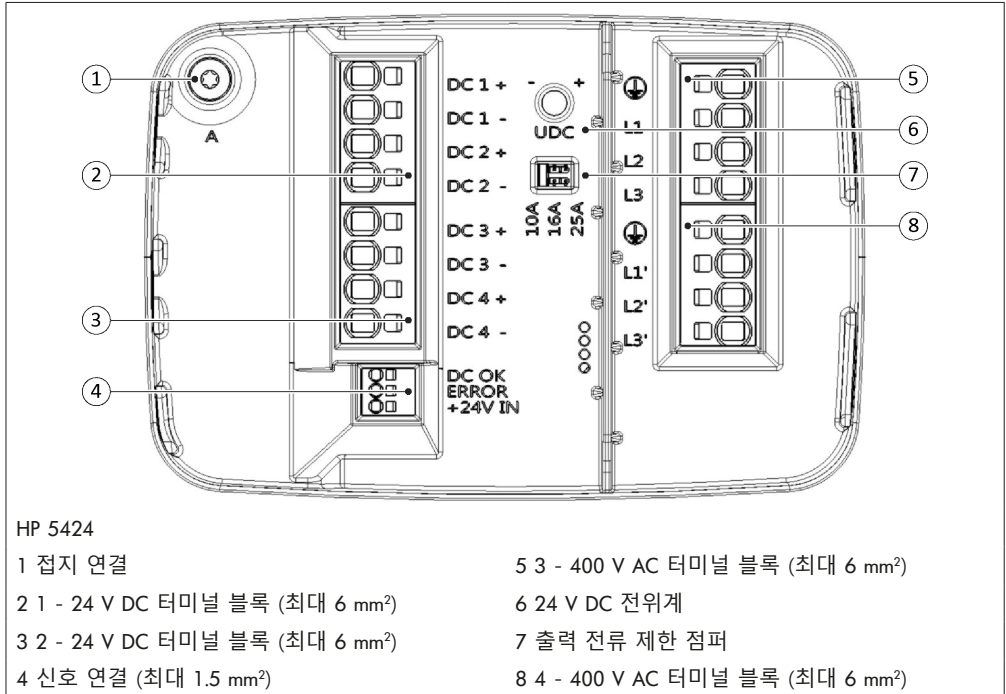 1
A
2
3
4
DC 1 +
DC 1 -
DC 2 +
DC 2 -
DC 3 +
DC 3 -
DC 4 +
DC 4 -
DC OK
ERROR
+24V IN
- +
UDC
10A
16A
25A
L1
L2
L3
L1'
L2'
L3'
5
6
7
8
HP 5424
1 접지 연결
2 1 - 24 V DC 터미널 블록 (최대 6 mm²)
3 2 - 24 V DC 터미널 블록 (최대 6 mm²)
4 신호 연결 (최대 1.5 mm²)
5 3 - 400 V AC 터미널 블록 (최대 6 mm²)
6 24 V DC 전위계
7 출력 전류 제한 점퍼
8 4 - 400 V AC 터미널 블록 (최대 6 mm²)